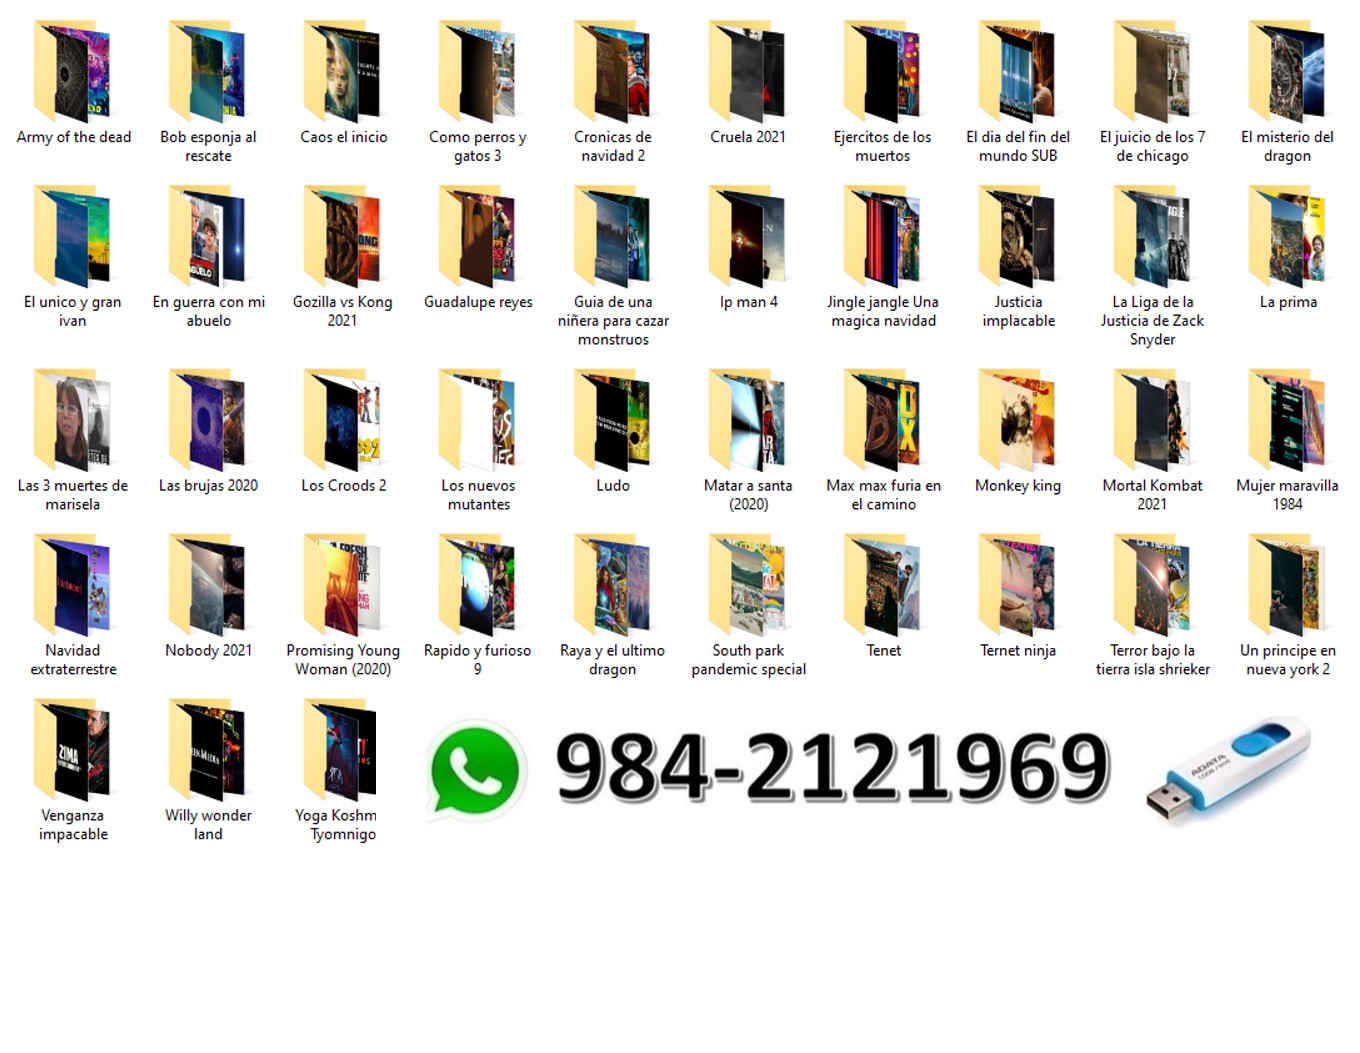 Army of the dead
Bob esponja al
rescate
Caos el inicio
Como perros y
gatos 3
Cronicas de
navidad 2
Cruela 2021
Ejercitos de los
muertos
El dia del fin del
mundo SUB
El juicio de los 7
de chicago
El misterio del
dragon
El unico y gran
ivan
En guerra con mi
abuelo
Gozilla vs Kong
2021
Guadalupe reyes
Guia de una
niñera para cazar
monstruos
Ip man 4
Jingle jangle Una
magica navidad
Justicia
implacable
La Liga de la
Justicia de Zack
Snyder
La prima
Las 3 muertes de
marisela
Las brujas 2020
Los Croods 2
Los nuevos
mutantes
Ludo
Matar a santa
(2020)
Max max furia en
el camino
Monkey king
Mortal Kombat
2021
Mujer maravilla
1984
Navidad
extraterrestre
Nobody 2021
Promising Young
Woman (2020)
Rapido y furioso
9
Raya y el ultimo
dragon
South park
pandemic special
Tenet
Ternet ninja
Terror bajo la
tierra isla shrieker
Un principe en
nueva york 2
Venganza
impacable
Willy wonder
land
Yoga Koshm
Tyomnigo
984-2121969
ADATA